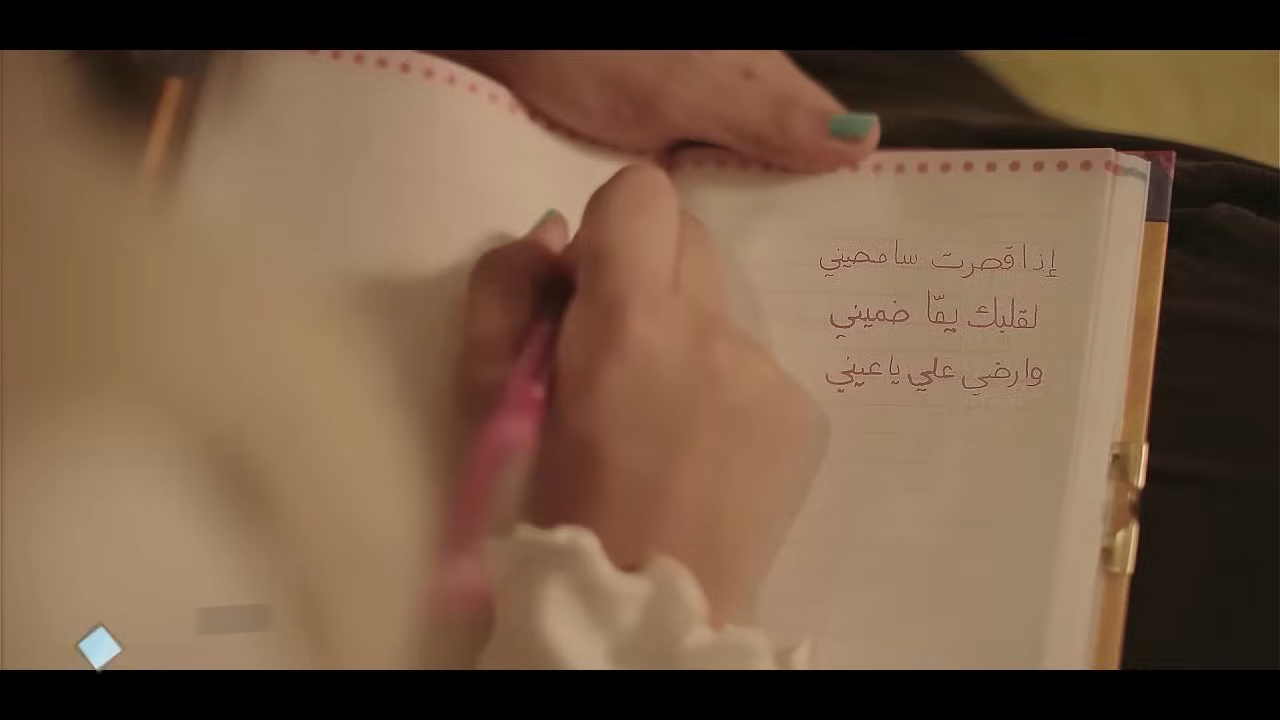 إذا قصرت سامحيني
لقلبك يمّا ضميني
وارضي علي يا عيني